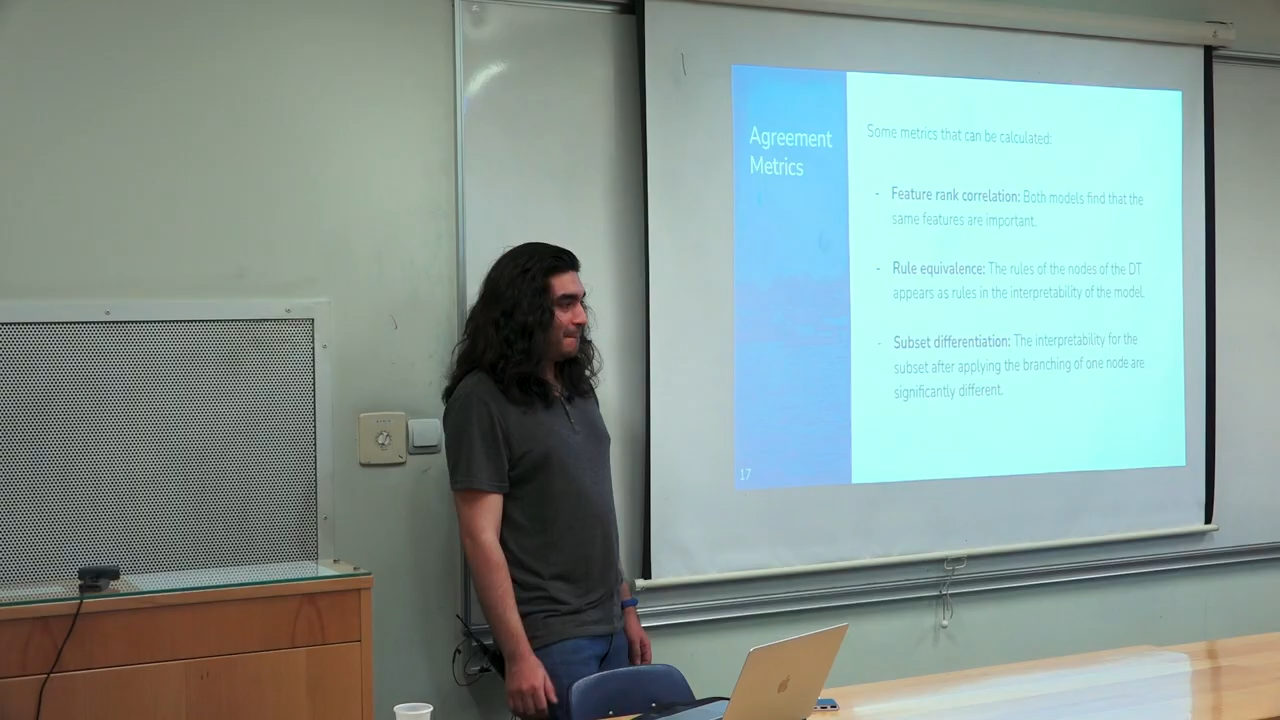 Agreement
Metrics
Some metrics that can be calculated:
- Feature rank correlation: Both models find that the
same features are important.
- Rule equivalence: The rules of the nodes of the DT
appears as rules in the interpretability of the model.
- Subset differentiation: The interpretability for the
subset after applying the branching of one node are
significantly different.
17